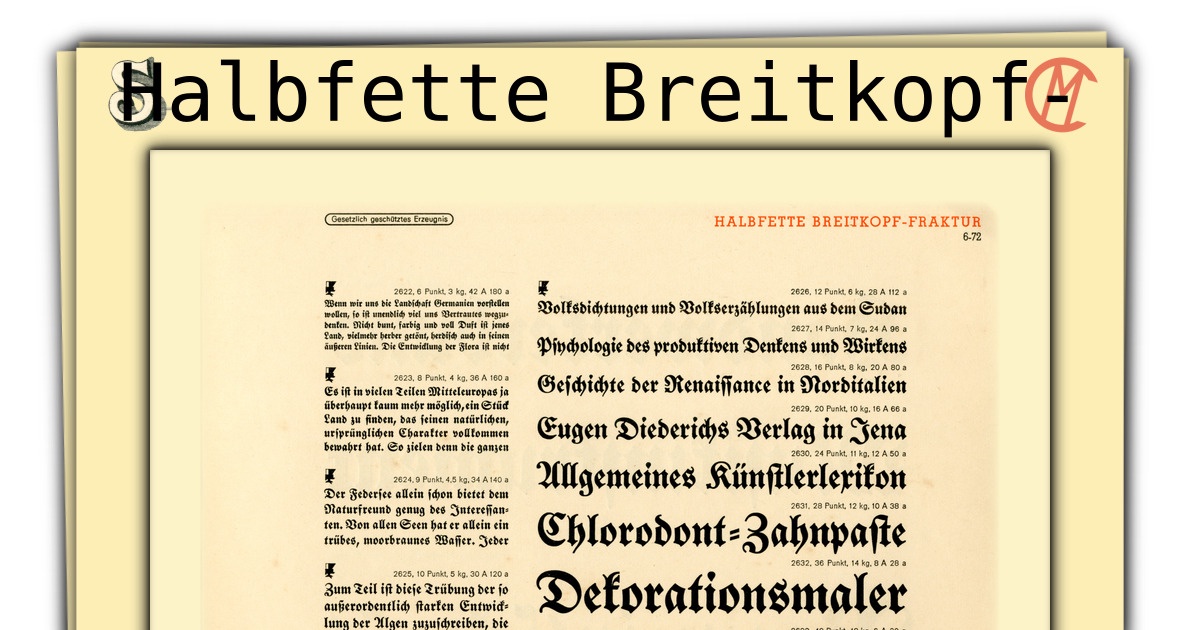 Halbfette Breitkopf-
Gesetzlich geschütztes Erzeugnis
HALBFETTE BREITKOPF-FRAKTUR
6-72
2622, 6 Punkt, 3 kg, 42 A 180 a
Wenn wir uns die Landschaft Germanien vorstellen
wollen, so ist unendlich viel uns Vertrautes wegzu-
denken. Nicht bunt, farbig und voll Duft ist jenes
Land, vielmehr herber getönt, herdisch auch in seinen
äußeren Linien. Die Entwicklung der Flora ist nicht
2623, 8 Punkt, 4 kg, 36 A 160 a
Es ist in vielen Teilen Mitteleuropas ja
überhaupt kaum mehr möglich, ein Stück
Land zu finden, das seinen natürlichen,
ursprünglichen Charakter vollkommen
bewahrt hat. So zielen denn die ganzen
2624, 9 Punkt, 4,5 kg, 34 A 140 a
Der Federsee allein schon bietet dem
Naturfreund genug des Interessan-
ten. Von allen Seen hat er allein ein
trübes, moorbraunes Wasser. Jeder
2625, 10 Punkt, 5 kg, 30 A 120 a
Zum Teil ist diese Trübung der so
außerordentlich starken Entwick-
lung der Algen zuzuschreiben, die
2626, 12 Punkt, 6 kg, 28 A 112 a
Volksdichtungen und Volkserzählungen aus dem Sudan
2627, 14 Punkt, 7 kg, 24 A 96 a
Psychologie des produktiven Denkens und Wirkens
2628, 16 Punkt, 8 kg, 20 A 80 a
Geschichte der Renaissance in Norditalien
2629, 20 Punkt, 10 kg, 16 A 66 a
Eugen Diederichs Verlag in Jena
2630, 24 Punkt, 11 kg, 12 A 50 a
Allgemeines Künstlerlexikon
2631, 28 Punkt, 12 kg, 10 A 38 a
Chlorodont-Zahnpaste
2632, 36 Punkt, 14 kg, 8 A 28 a
Dekorationsmaler